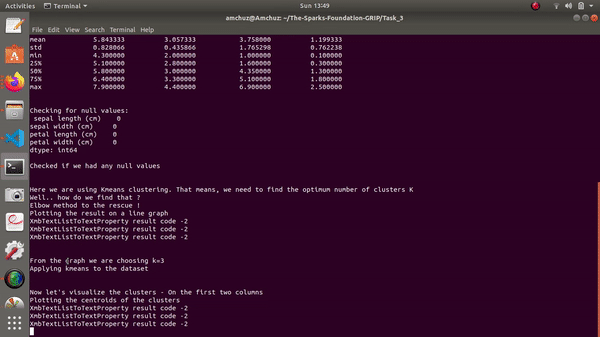 Activities
Terminal
Sun 13:49
amchuz@Amchuz: ~/The-Sparks-Foundation-GRIP/Task_3
File Edit View Search Terminal Help
mean 5.843333 3.057333 3.758000 1.199333
std 0.828066 0.435866 1.765298 0.762238
min 4.300000 2.000000 1.000000 0.100000
25% 5.100000 2.800000 1.600000 0.300000
50% 5.800000 3.000000 4.350000 1.300000
75% 6.400000 3.300000 5.100000 1.800000
max 7.900000 4.400000 6.900000 2.500000
Checking for null values:
sepal length (cm) 0
sepal width (cm) 0
petal length (cm) 0
petal width (cm) 0
dtype: int64
Checked if we had any null values
Here we are using Kmeans clustering. That means, we need to find the optimum number of clusters K
Well.. how do we find that ?
Elbow method to the rescue !
Plotting the result on a line graph
XmbTextListToTextProperty result code -2
XmbTextListToTextProperty result code -2
XmbTextListToTextProperty result code -2
From the graph we are choosing k=3
Applying kmeans to the dataset
Now let's visualize the clusters - On the first two columns
Plotting the centroids of the clusters
XmbTextListToTextProperty result code -2
XmbTextListToTextProperty result code -2
XmbTextListToTextProperty result code -2